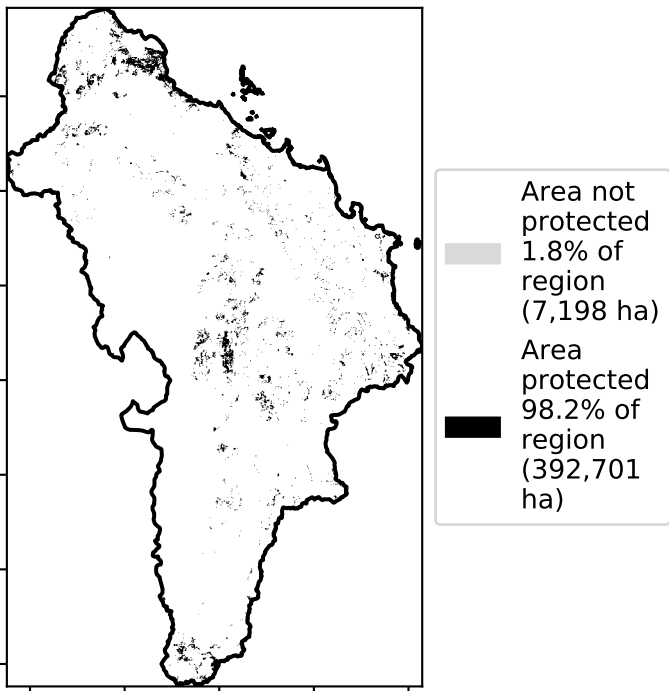 Area not
protected
1.8% of
region
(7,198 ha)
Area
protected
98.2% of
region
(392,701
ha)